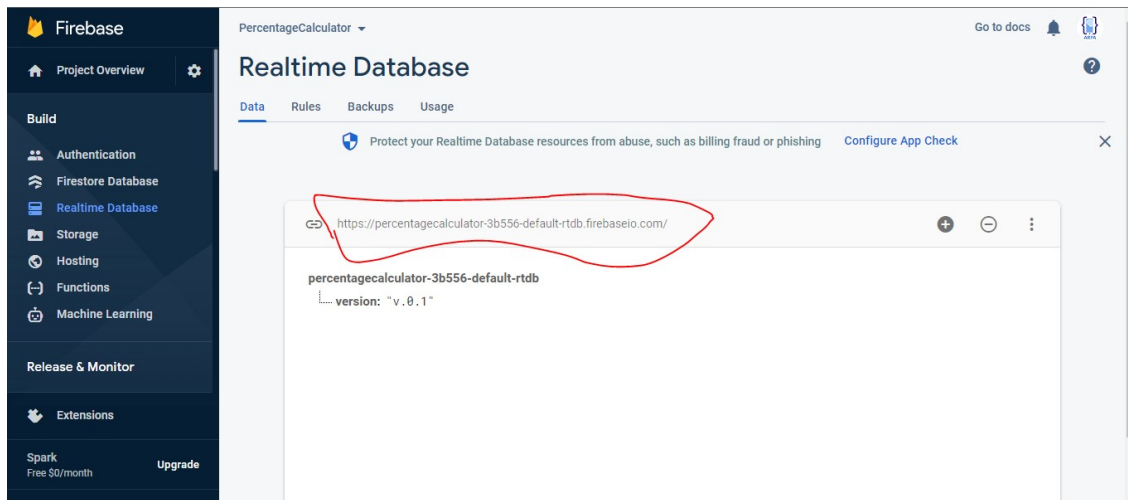 Firebase
Project Overview
Build
Authentication
Firestore Database
Realtime Database
Storage
Hosting
Functions
Machine Learning
Release & Monitor
Extensions
Spark
Free $0/month
Upgrade
PercentageCalculator
Go to docs
Realtime Database
Data Rules Backups Usage
Protect your Realtime Database resources from abuse, such as billing fraud or phishing Configure App Check
https://percentagecalculator-3b556-default-rtdb.firebaseio.com/
percentagecalculator-3b556-default-rtdb
version: "v.0.1"